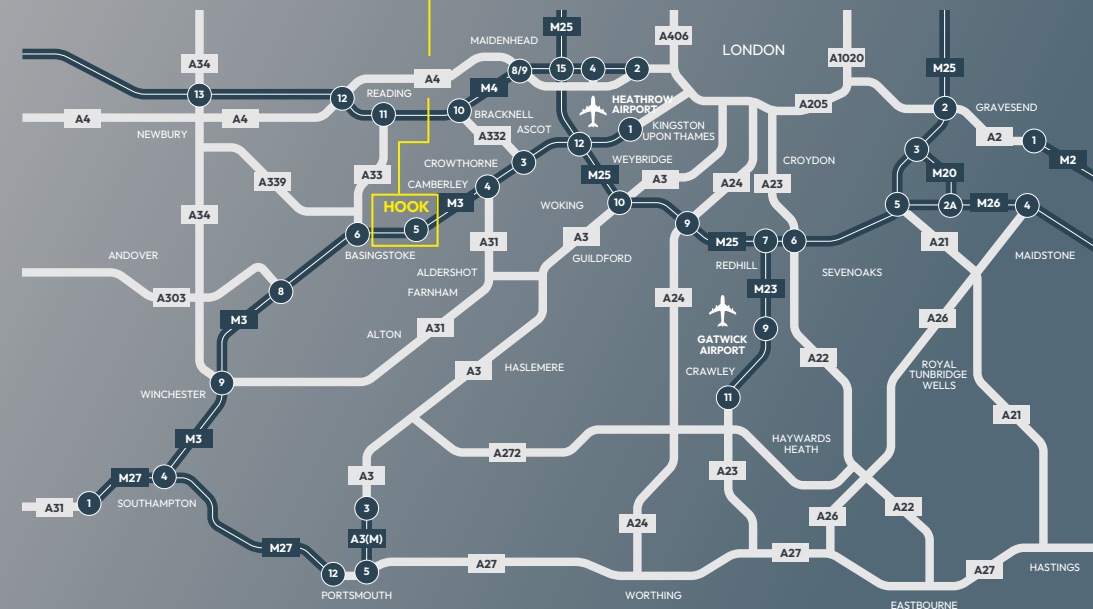 M25
A406
MAIDENHEAD
LONDON
A34
A1020
M25
8/9
15
4
2
A4
M4
13
12
READING
10
BRACKNELL
HEATHROW
AIRPORT
A205
2
GRAVESEND
A4
A4
11
NEWBURY
A332
ASCOT
1
KINGSTON
UPON THAMES
A2
1
M2
12
3
CROWTHORNE
3
WEYBRIDGE
CROYDON
A339
A33
CAMBERLEY
4
M25
A3
A24
A23
M20
HOOK
M3
WOKING
10
5
2A
M26
4
A34
5
9
6
A31
A3
M25
7
6
A21
BASINGSTOKE
ANDOVER
GUILDFORD
REDHILL
SEVENOAKS
MAIDSTONE
ALDERSHOT
FARNHAM
8
A303
A24
M23
M3
A31
ALTON
9
A26
GATWICK
AIRPORT
A22
HASLEMERE
A3
CRAWLEY
ROYAL
TUNBRIDGE
WELLS
9
WINCHESTER
11
A21
M3
HAYWARDS
HEATH
A272
M27
4
A3
A23
1
A31
SOUTHAMPTON
3
A22
A26
A24
A3(M)
M27
A27
A27
12
5
A27
HASTINGS
PORTSMOUTH
WORTHING
EASTBOURNE